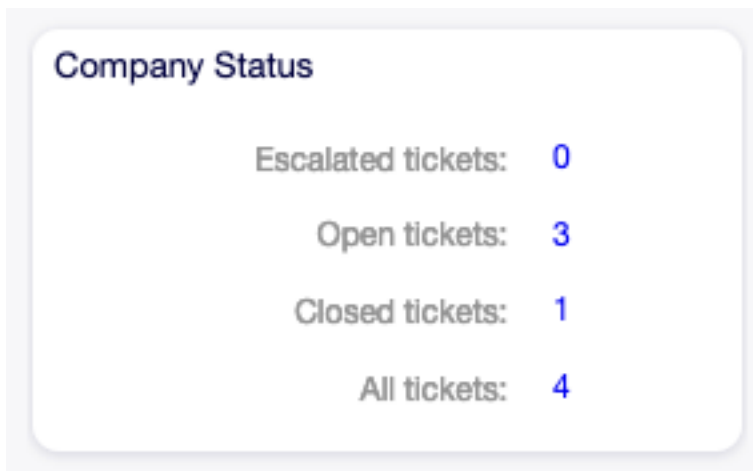 Company Status
Escalated tickets: 0
Open tickets: 3
Closed tickets: 1
All tickets: 4